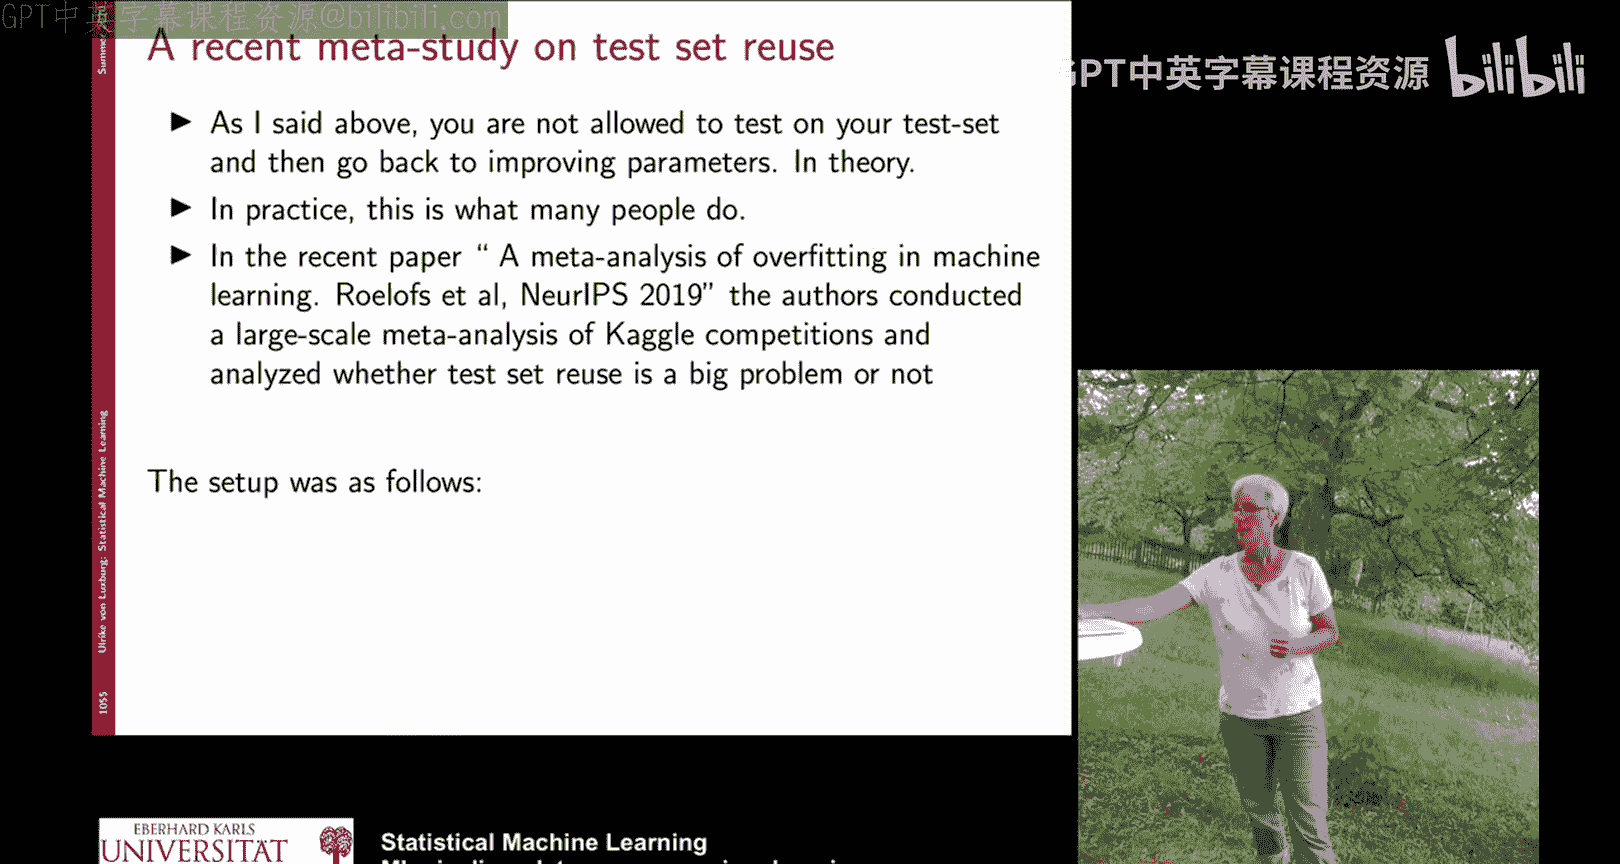 GPT中英字幕课程资源@bilibili.com
A recent meta-study on test set reuse
GPT中英字幕课程资源 bilibili
▶ As I said above, you are not allowed to test on your test-set
and then go back to improving parameters. In theory.
▶ In practice, this is what many people do.
▶ In the recent paper “ A meta-analysis of overfitting in machine
learning. Roelofs et al, NeurIPS 2019” the authors conducted
a large-scale meta-analysis of Kaggle competitions and
analyzed whether test set reuse is a big problem or not
The setup was as follows:
Ulrike von Luxburg: Statistical Machine Learning
1055
EBERHARD KARLS
UNIVERSITÄT
Statistical Machine Learning